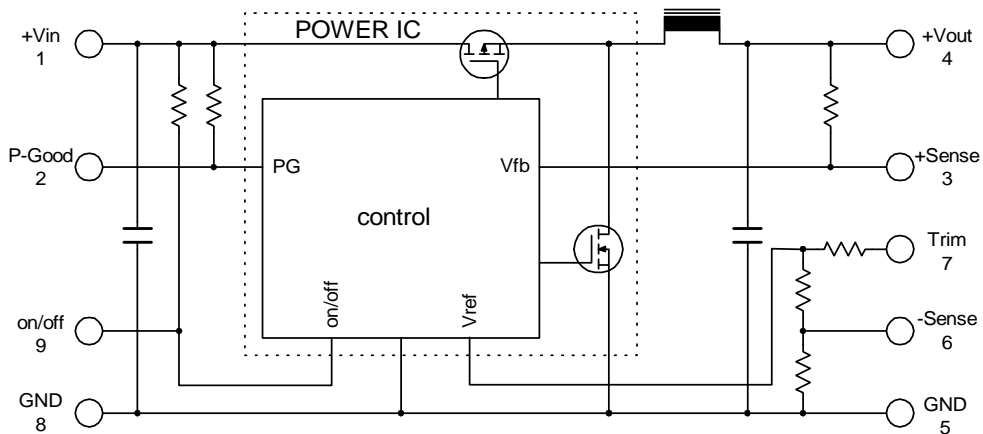 +Vin
1
POWER IC
+Vout
4
P-Good
2
PG
Vfb
+Sense
3
control
Trim
7
on/off
9
on/off
Vref
-Sense
6
GND
8
GND
5